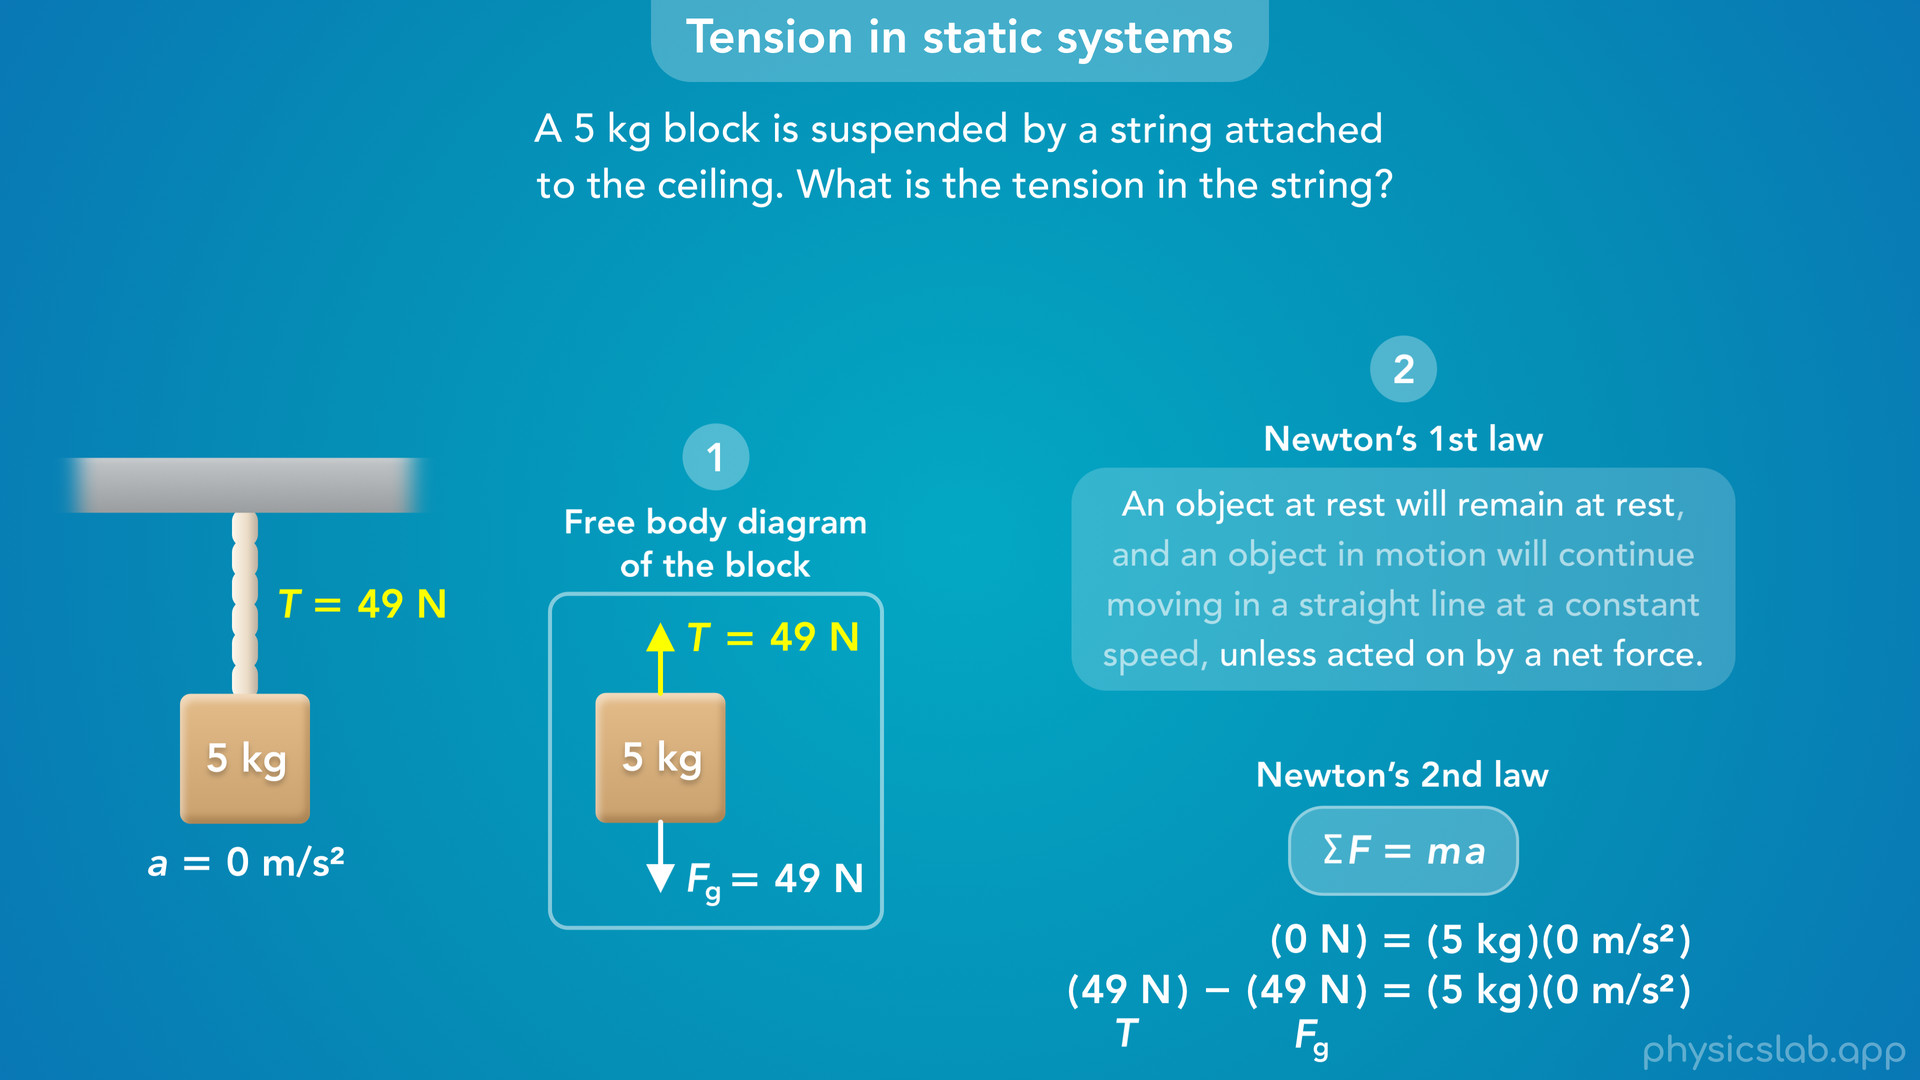 Tension in static systems
A 5 kg block is suspended by a string attached
to the ceiling. What is the tension in the string?
T = 49 N
5 kg
a = 0 m/s²
1
Free body diagram
of the block
T = 49 N
5 kg
Fg = 49 N
2
Newton’s 1st law
An object at rest will remain at rest,
and an object in motion will continue
moving in a straight line at a constant
speed, unless acted on by a net force.
Newton’s 2nd law
ΣF = ma
(0 N) = (5 kg)(0 m/s²)
(49 N) − (49 N) = (5 kg)(0 m/s²)
T Fg
physicslab.app